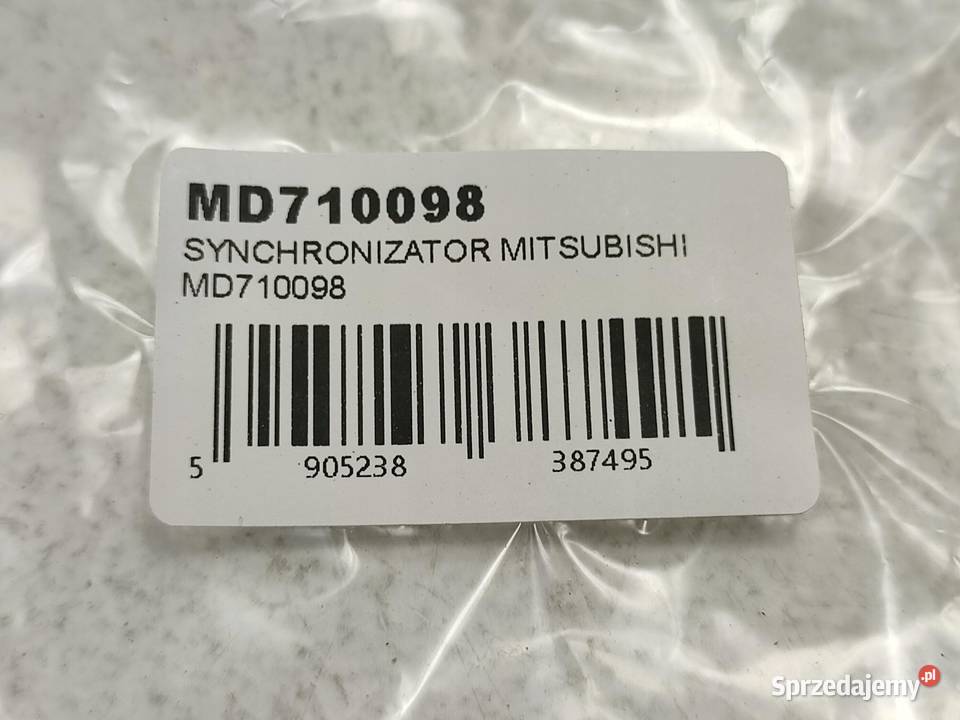 MD710098
SYNCHRONIZATOR MITSUBISHI
MD710098
5 905238 387495
Sprzedajemy.pl